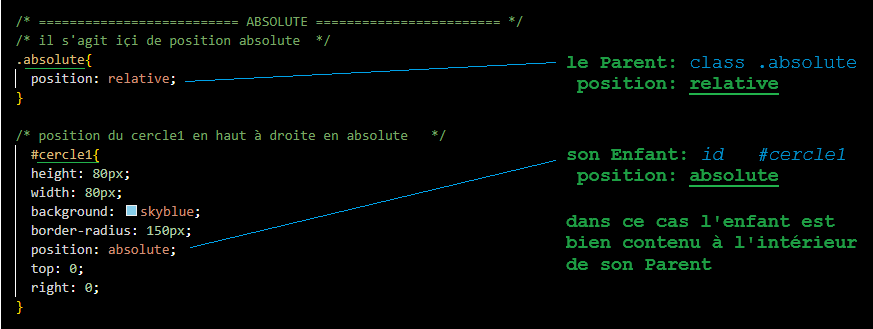 /* ========================== ABSOLUTE ======================== */
/* il s'agit içi de position absolute  */
.absolute{
position: relative;
}
le Parent: class .absolute
position: relative
/* position du cercle1 en haut à droite en absolute   */
#cercle1{
height: 80px;
width: 80px;
background: skyblue;
border-radius: 150px;
position: absolute;
top: 0;
right: 0;
}
son Enfant: id   #cercle1
position: absolute
dans ce cas l'enfant est
bien contenu à l'intérieur
de son Parent